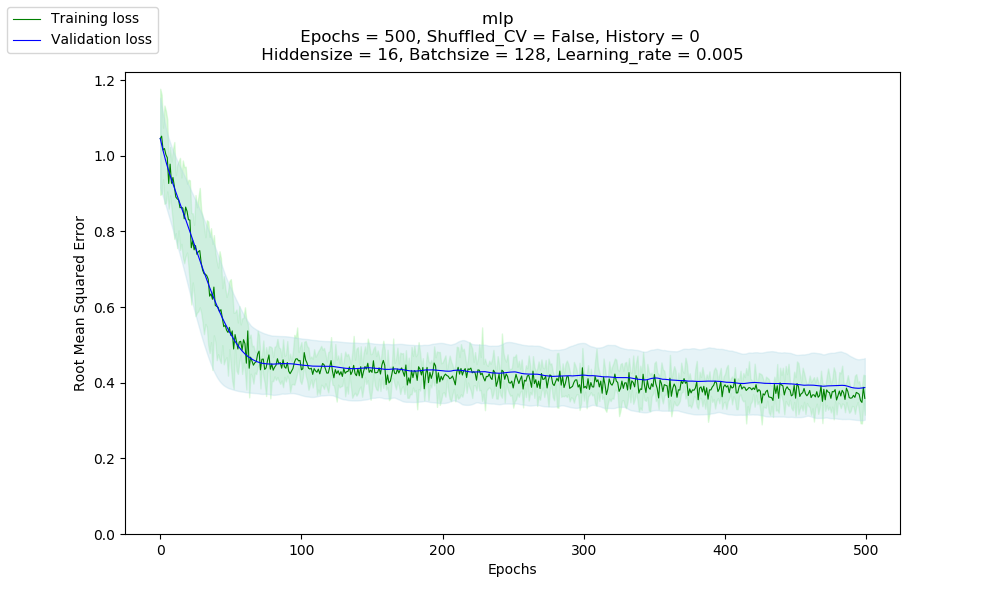 Training loss
Validation loss
mlp
Epochs = 500, Shuffled_CV = False, History = 0
Hiddensize = 16, Batchsize = 128, Learning_rate = 0.005
1.2
1.0
0.8
0.6
0.4
0.2
0.0
Root Mean Squared Error
0 100 200 300 400 500
Epochs